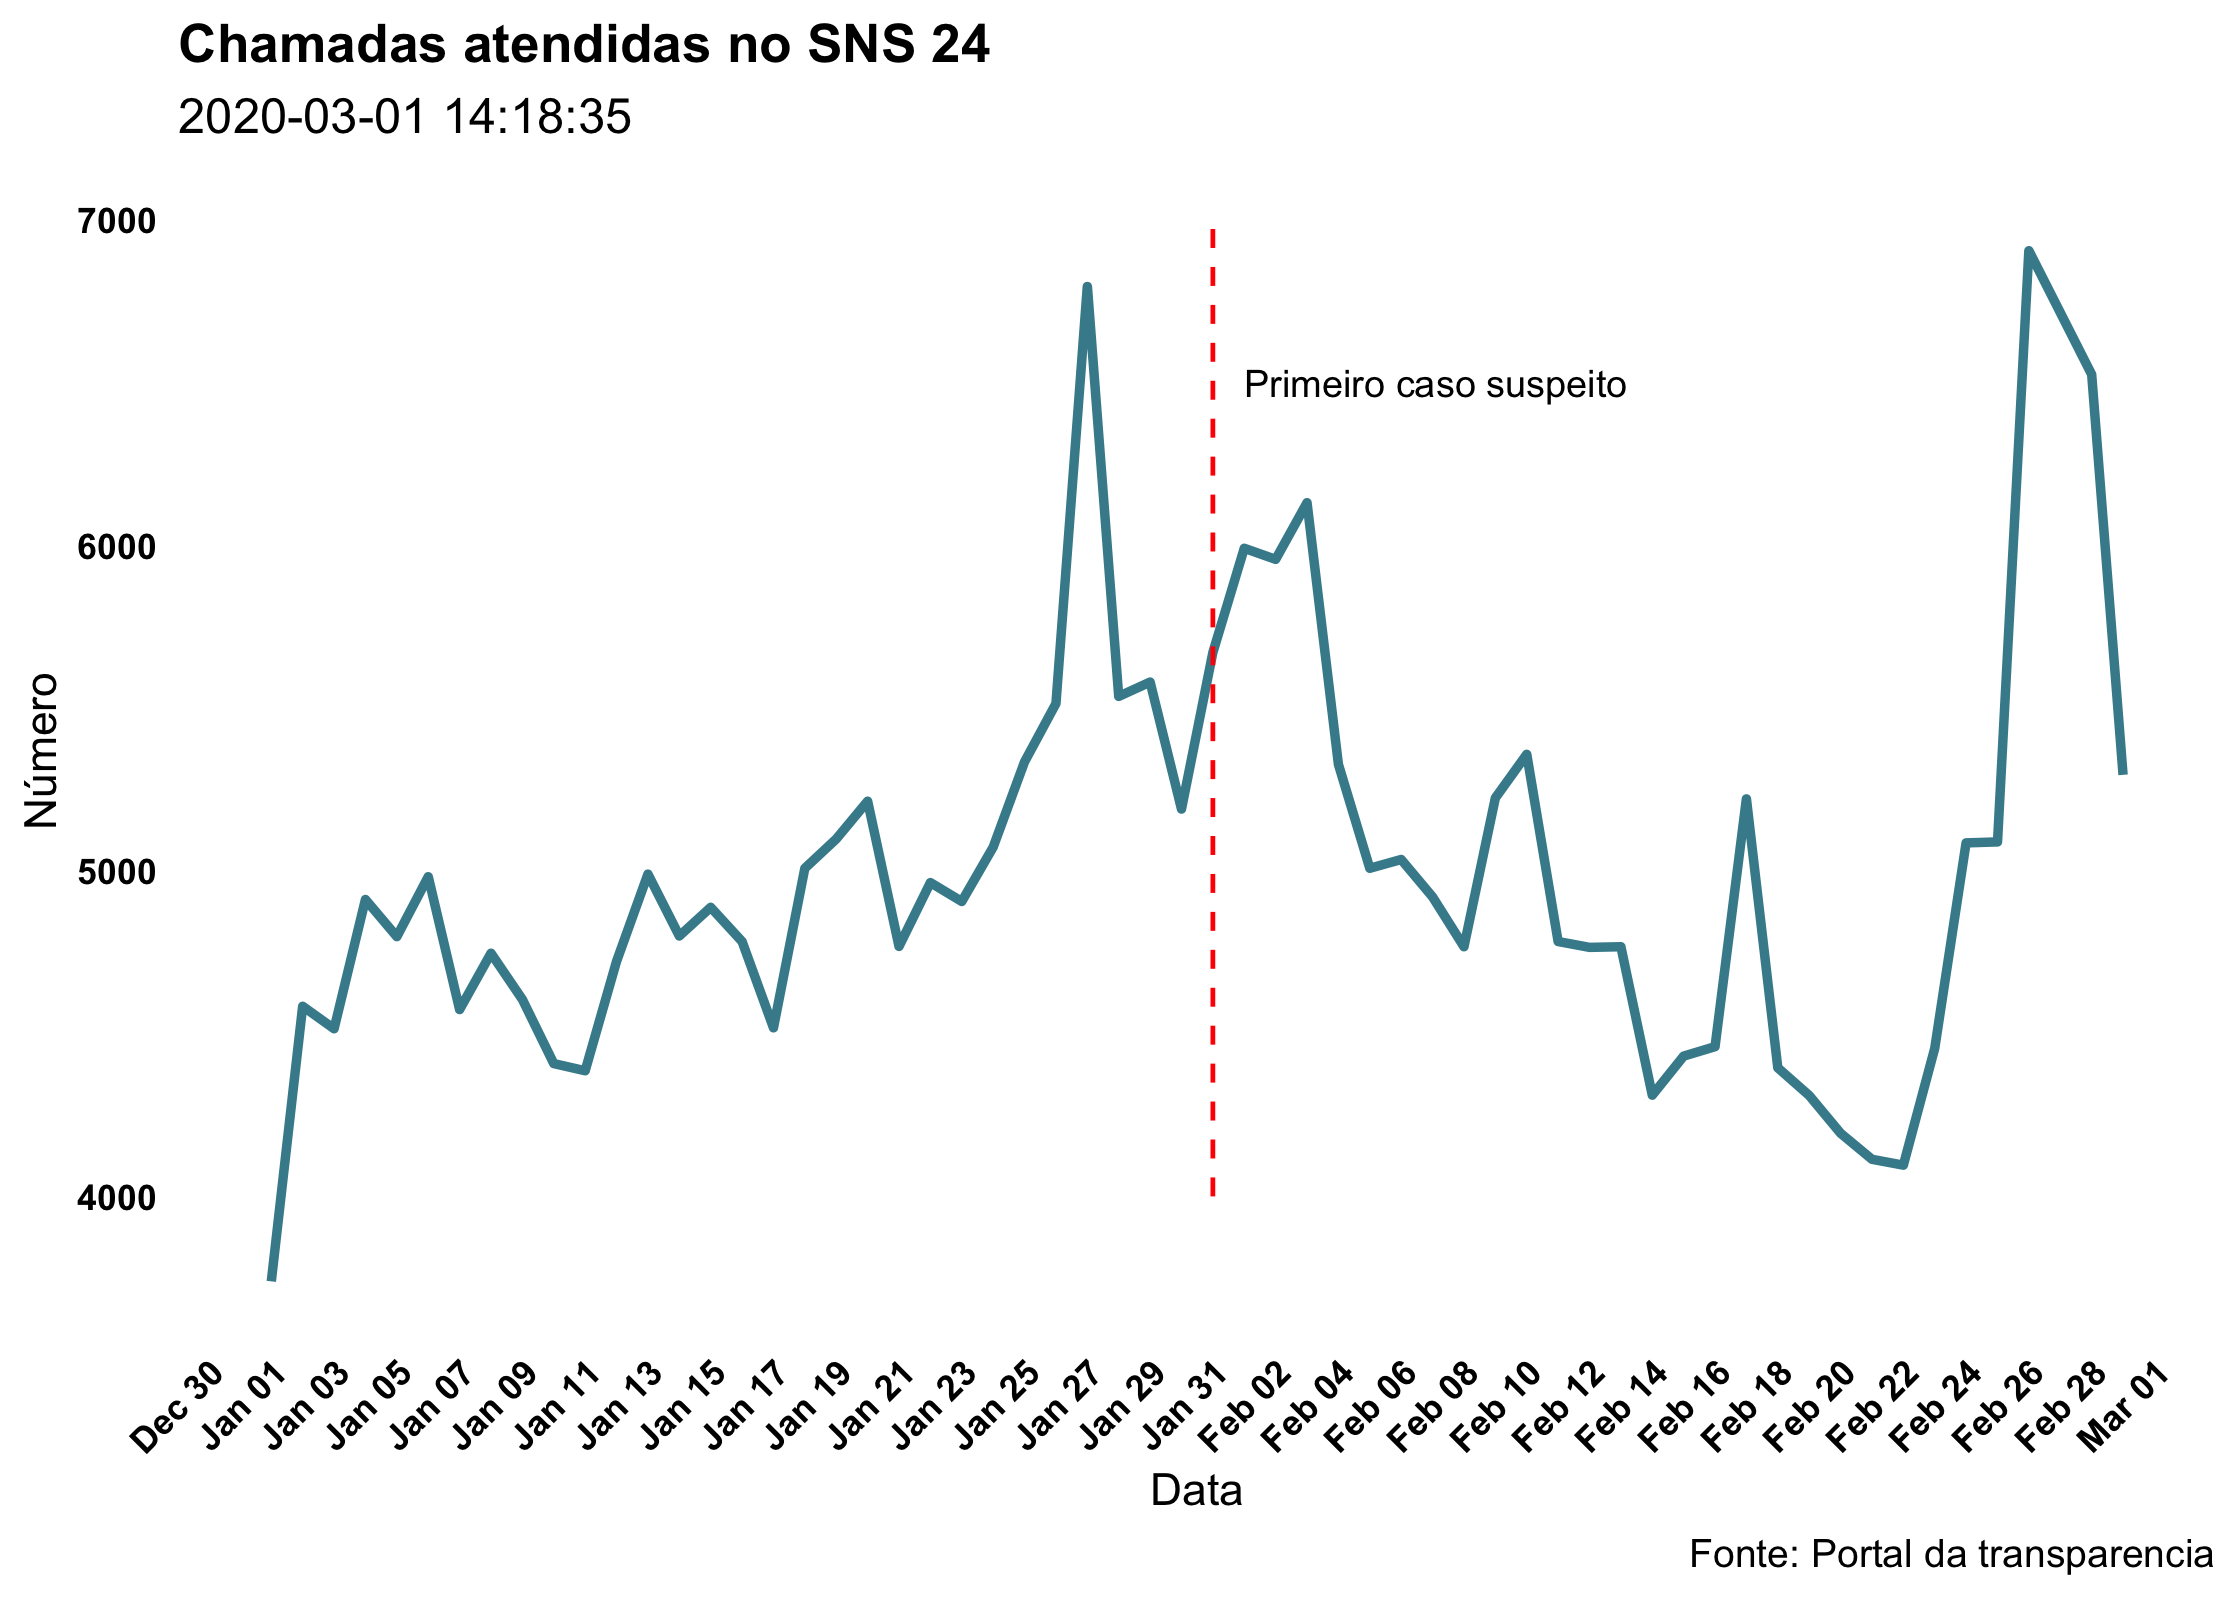 Chamadas atendidas no SNS 24
2020-03-01 14:18:35
7000
6000
5000
4000
Número
Primeiro caso suspeito
Dec 30
Jan 01
Jan 03
Jan 05
Jan 07
Jan 09
Jan 11
Jan 13
Jan 15
Jan 17
Jan 19
Jan 21
Jan 23
Jan 25
Jan 27
Jan 29
Jan 31
Feb 02
Feb 04
Feb 06
Feb 08
Feb 10
Feb 12
Feb 14
Feb 16
Feb 18
Feb 20
Feb 22
Feb 24
Feb 26
Feb 28
Mar 01
Data
Fonte: Portal da transparencia